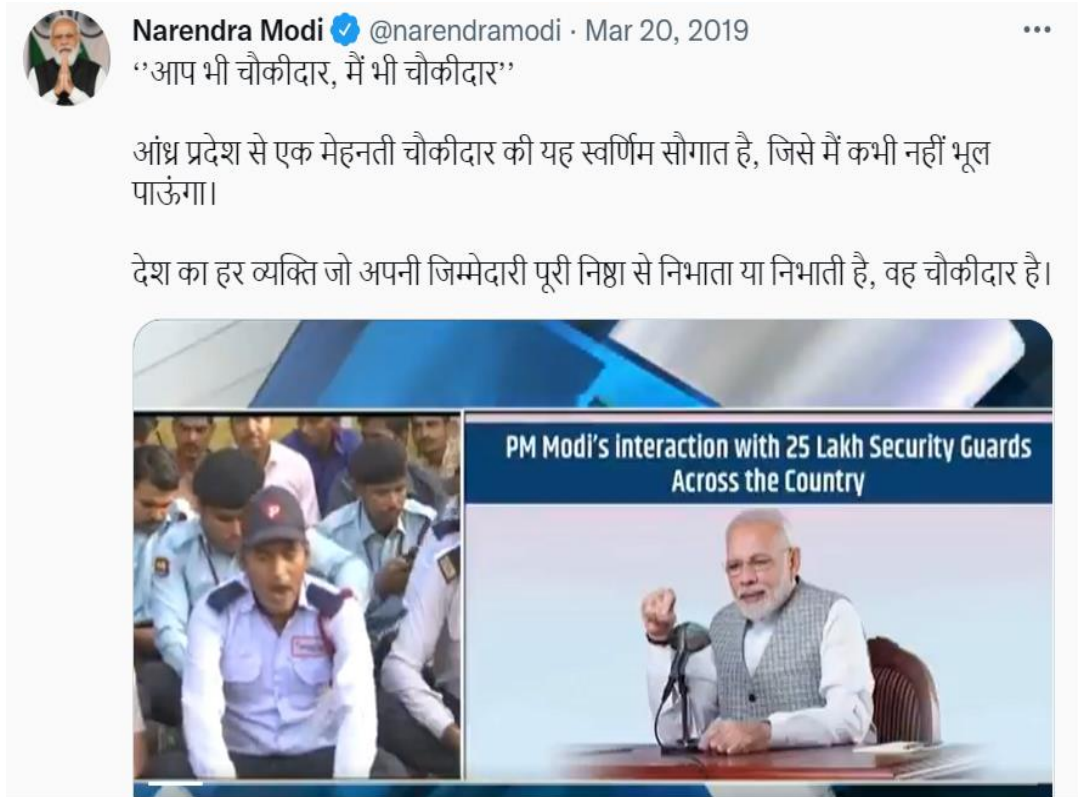 Narendra Modi @narendramodi · Mar 20, 2019
‘‘आप भी चौकीदार, मैं भी चौकीदार’’
आंध्र प्रदेश से एक मेहनती चौकीदार की यह स्वर्णिम सौगात है, जिसे मैं कभी नहीं भूल
पाऊंगा।
देश का हर व्यक्ति जो अपनी जिम्मेदारी पूरी निष्ठा से निभाता या निभाती है, वह चौकीदार है।
PM Modi's interaction with 25 Lakh Security Guards
Across the Country